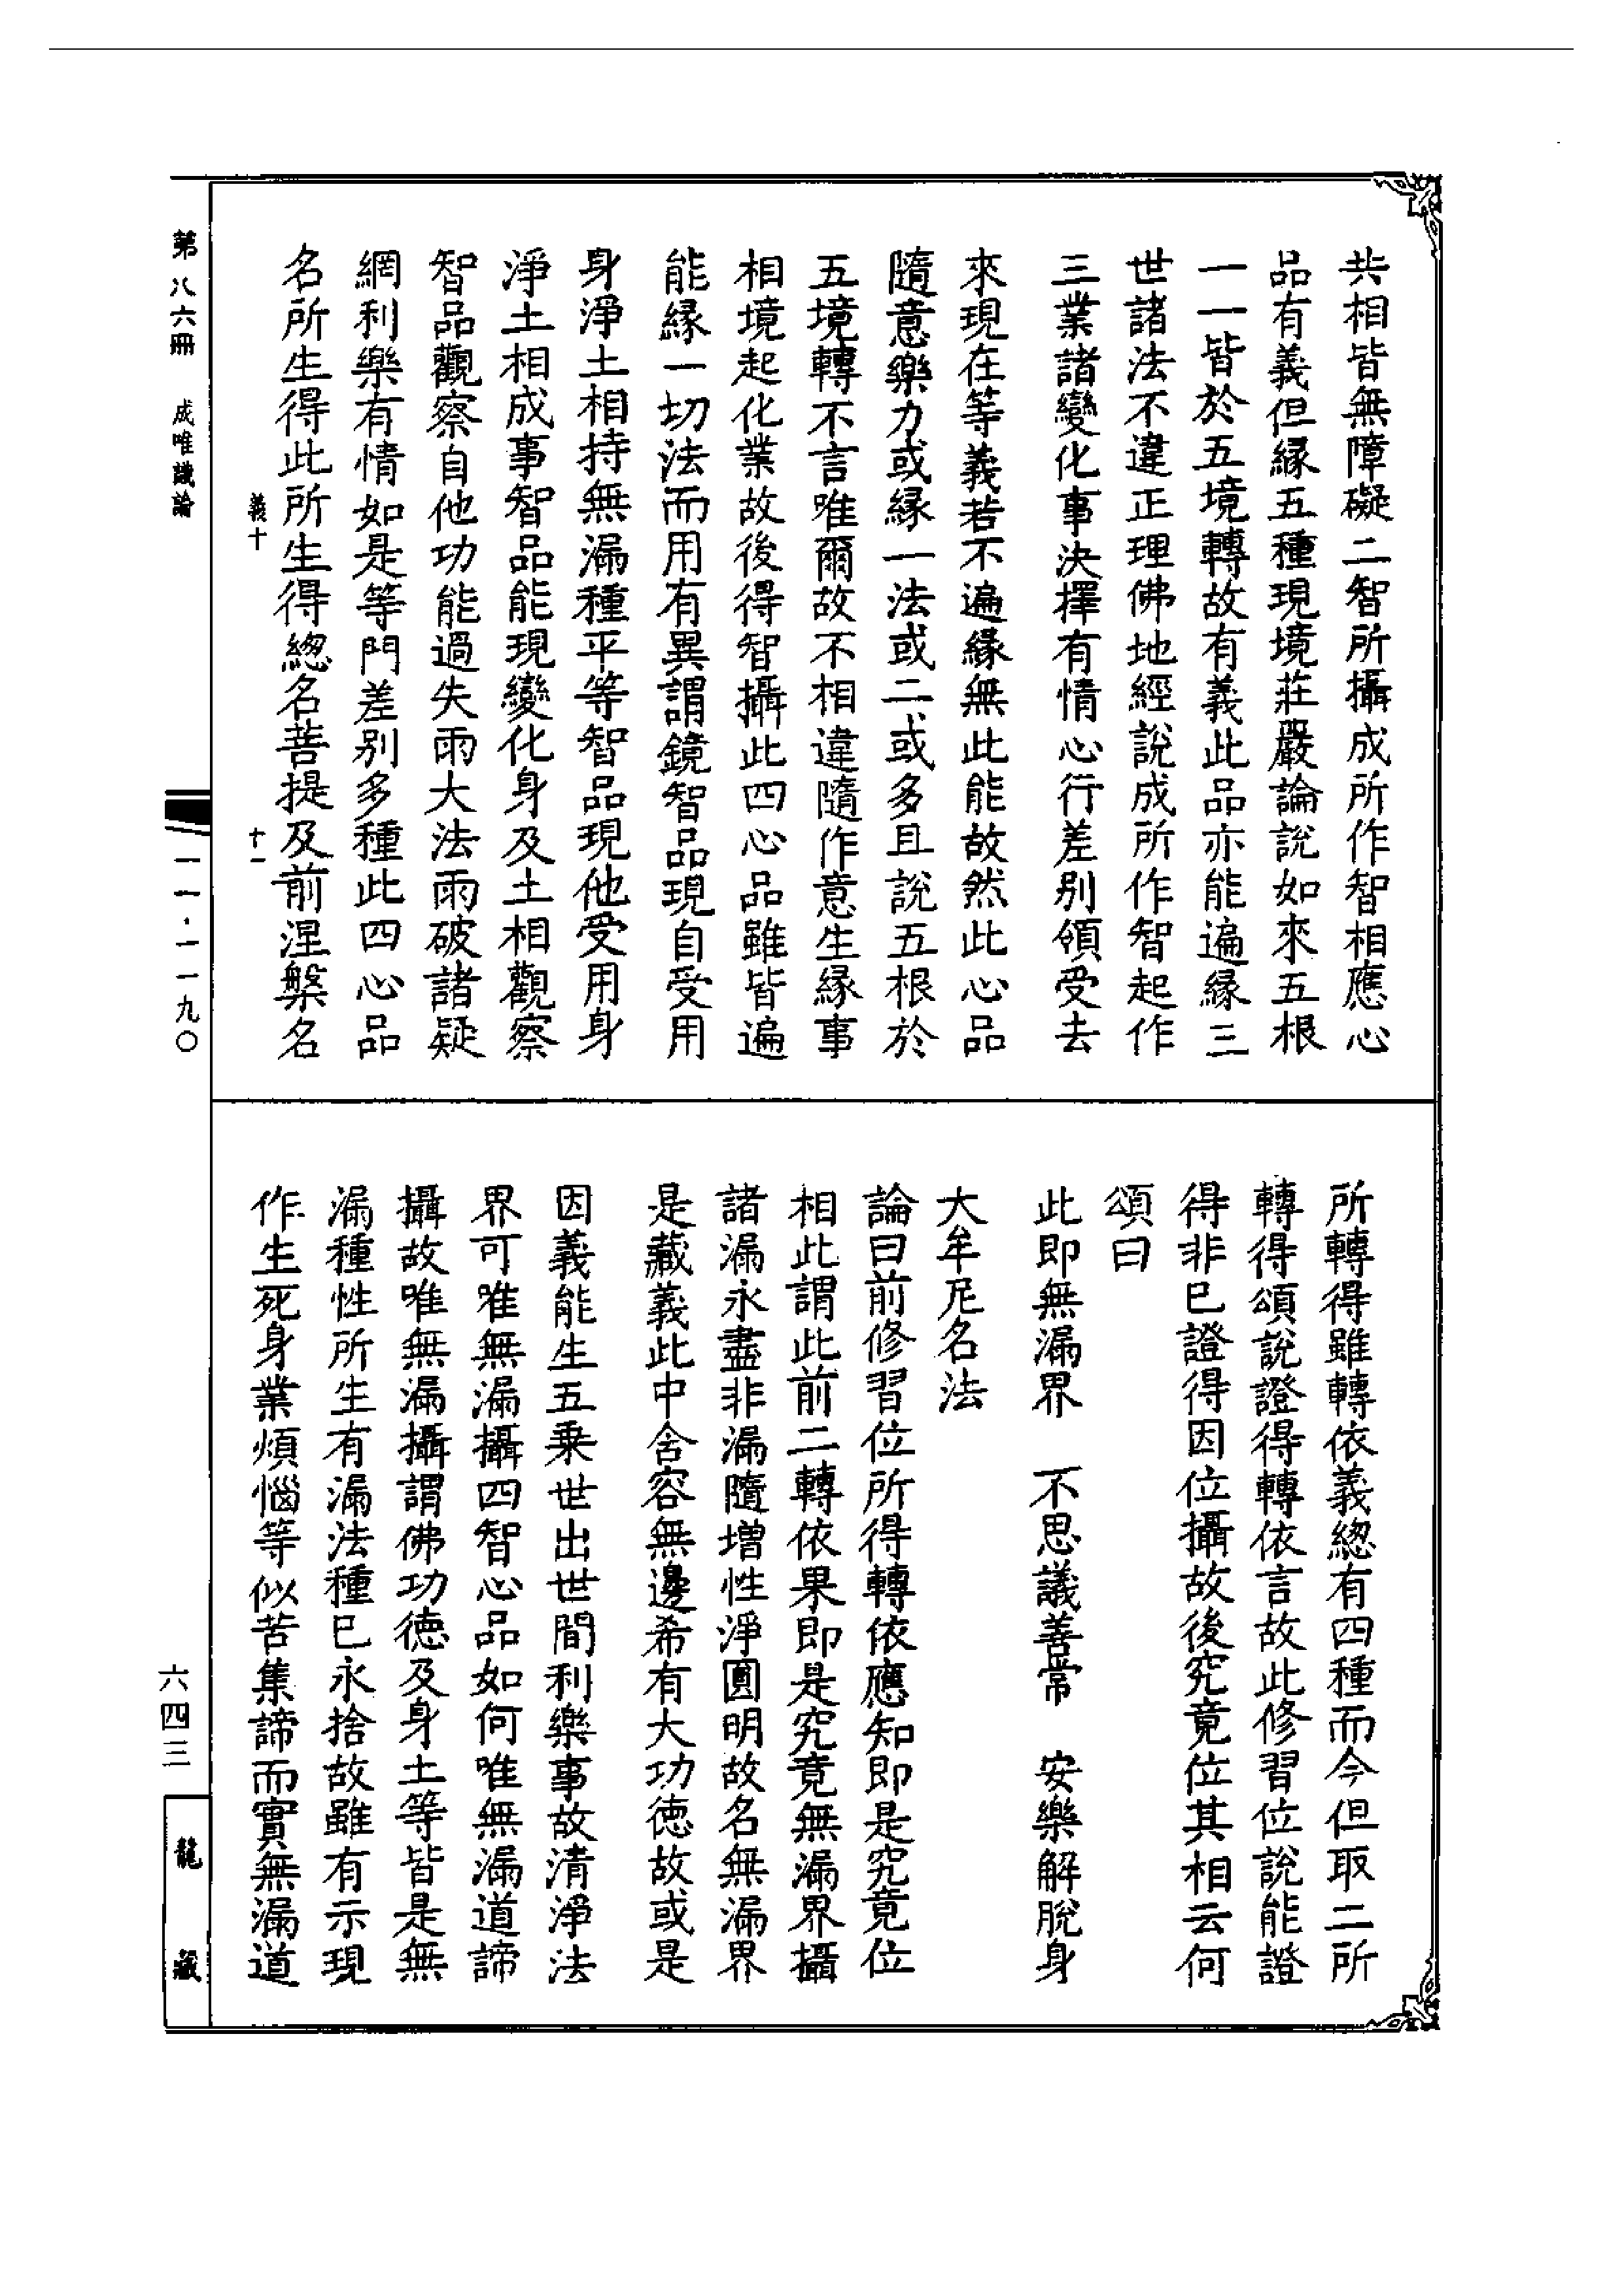 共相皆無障礙二智所攝成所作智相應心
品有義但緣五種現境莊嚴論說如來五根
一一皆於五境轉故有義此品亦能遍緣三
世諸法不違正理佛地經說成所作智起作
三業諸變化事決擇有情心行差別領受去
來現在等義若不遍緣無此能故然此心品
隨意樂力或緣一法或二或多且說五根於
五境轉不言唯爾故不相違隨作意生緣事
相境起化業故後得智攝此四心品雖皆遍
能緣一切法而用有異謂鏡智品現自受用
身淨土相持無漏種平等智品現他受用身
淨土相成事智品能現變化身及土相觀察
智品觀察自他功能過失雨大法雨破諸疑
網利樂有情如是等門差別多種此四心品
名所生得此所生得總名菩提及前涅槃名
義十 十一
所轉得雖轉依義總有四種而今但取二所
轉得頌說證得轉依言故此修習位說能證
得非已證得因位攝故後究竟位其相云何
頌曰
此即無漏界 不思議善常 安樂解脫身
大牟尼名法
論曰前修習位所得轉依應知即是究竟位
相此謂此前二轉依果即是究竟無漏界攝
諸漏永盡非漏隨增性淨圓明故名無漏界
是藏義此中含容無邊希有大功德故或是
因義能生五乘世出世間利樂事故清淨法
界可唯無漏攝四智心品如何唯無漏道諦
攝故唯無漏攝謂佛功德及身土等皆是無
漏種性所生有漏法種已永捨故雖有示現
作生死身業煩惱等似苦集諦而實無漏道
第八六冊 成唯識論
一一·一一九〇
六四三
龍藏